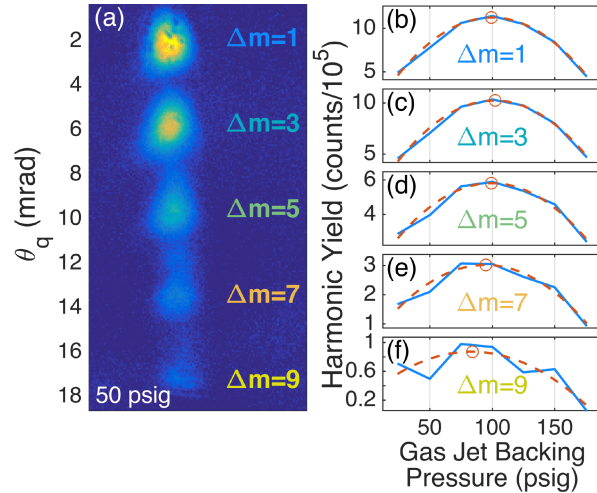 (a)
Δm=1
Δm=3
Δm=5
Δm=7
Δm=9
50 psig
2
4
6
8
10
12
14
16
18
θq (mrad)
Harmonic Yield (counts/10^5)
(b)
10
5
Δm=1
(c)
10
5
Δm=3
(d)
6
4
Δm=5
(e)
3
2
1
Δm=7
(f)
1
0.6
0.2
Δm=9
50
100
150
Gas Jet Backing
Pressure (psig)